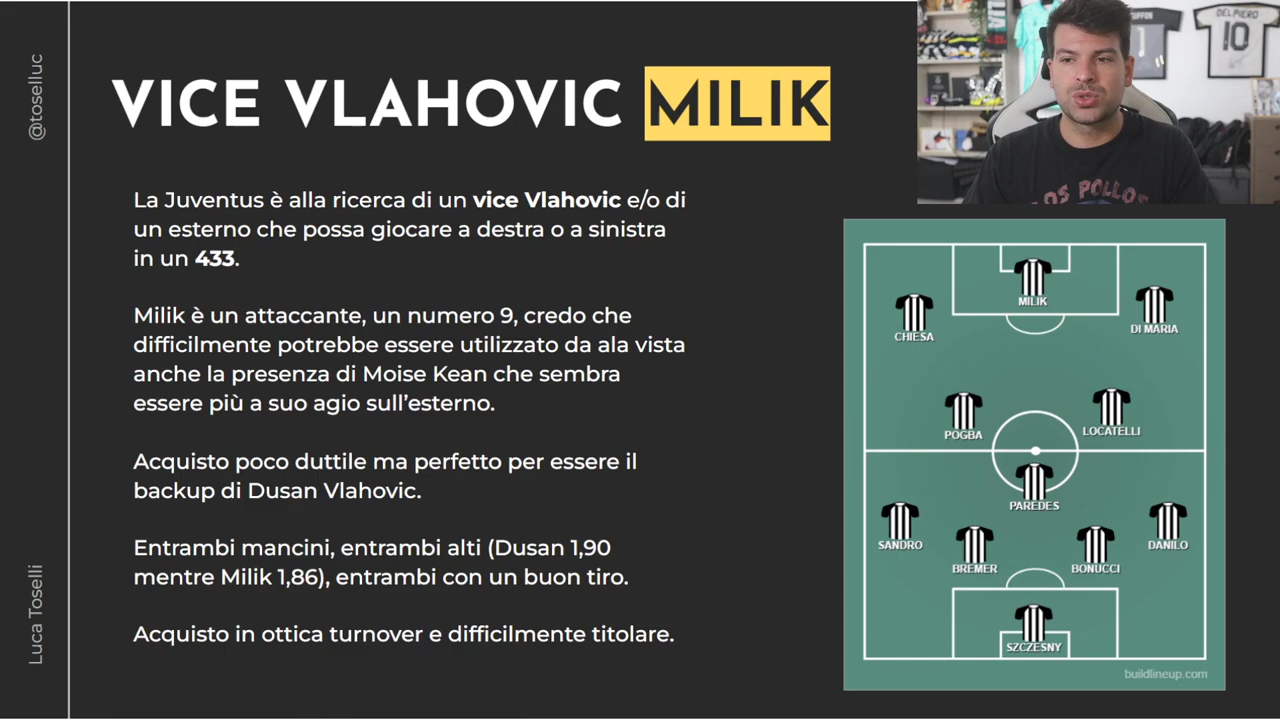 @toselluc
Luca Toselli
VICE VLAHOVIC MILIK
La Juventus è alla ricerca di un vice Vlahovic e/o di
un esterno che possa giocare a destra o a sinistra
in un 433.
Milik è un attaccante, un numero 9, credo che
difficilmente potrebbe essere utilizzato da ala vista
anche la presenza di Moise Kean che sembra
essere più a suo agio sull'esterno.
Acquisto poco duttile ma perfetto per essere il
backup di Dusan Vlahovic.
Entrambi mancini, entrambi alti (Dusan 1,90
mentre Milik 1,86), entrambi con un buon tiro.
Acquisto in ottica turnover e difficilmente titolare.
DEL PIERO
10
LOS POLLOS
MILIK
CHIESA
DI MARIA
POGBA
LOCATELLI
PAREDES
SANDRO
DANILO
BREMER
BONUCCI
SZCZESNY
buildlineup.com